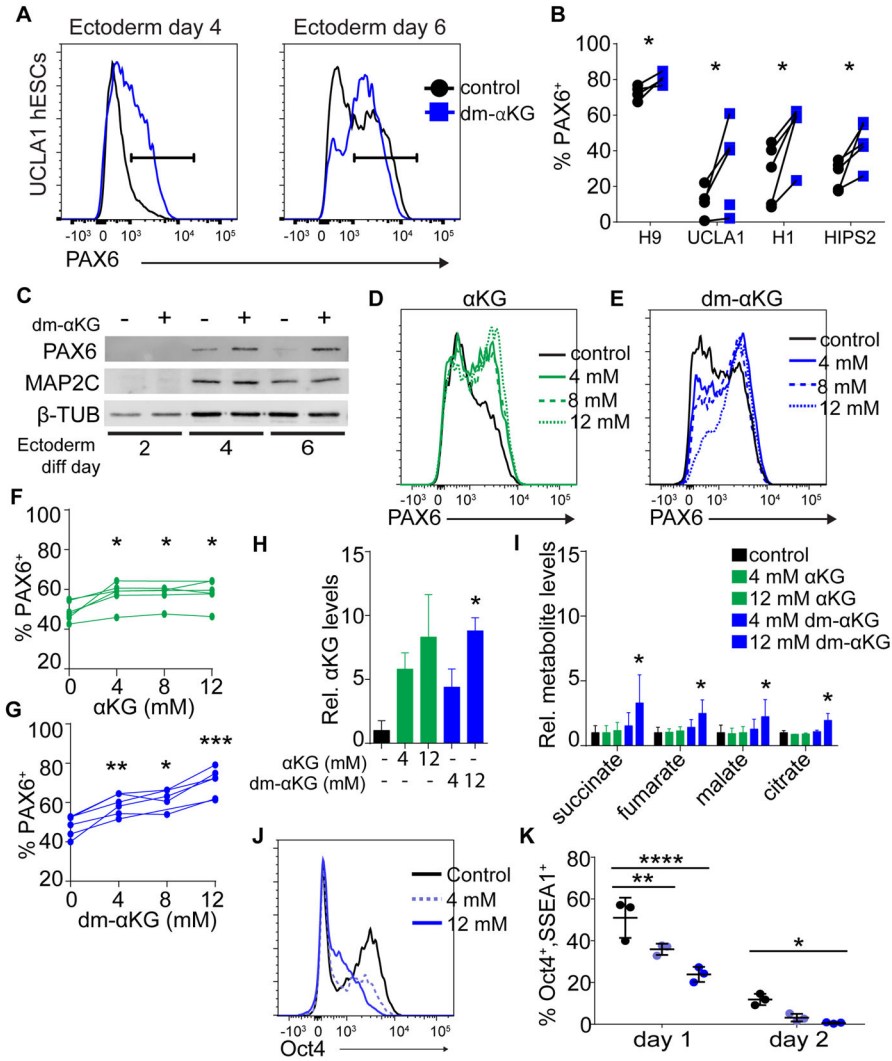 A
Ectoderm day 4
Ectoderm day 6
UCLA1 hESCs
control
dm-αKG
-10³ 0 10³ 10⁴ 10⁵
-10³ 0 10³ 10⁴ 10⁵
PAX6
B
% PAX6⁺
100
80
60
40
20
0
* * * *
H9 UCLA1 H1 HIPS2
C
dm-αKG - + - + - +
PAX6
MAP2C
β-TUB
Ectoderm diff day
2 4 6
D
αKG
control
4 mM
8 mM
12 mM
-10³ 0 10³ 10⁴ 10⁵
PAX6
E
dm-αKG
control
4 mM
8 mM
12 mM
-10³ 0 10³ 10⁴ 10⁵
PAX6
F
% PAX6⁺
100
80
60
40
20
* * *
0 4 8 12
αKG (mM)
G
% PAX6⁺
100
80
60
40
20
** * ***
0 4 8 12
dm-αKG (mM)
H
Rel. αKG levels
15
10
5
0
*
αKG (mM) - 4 12 - -
dm-αKG (mM) - - - 4 12
I
Rel. metabolite levels
15
10
5
0
control
4 mM αKG
12 mM αKG
4 mM dm-αKG
12 mM dm-αKG
* * * *
succinate fumarate malate citrate
J
Control
4 mM
12 mM
-10³ 0 10³ 10⁴ 10⁵
Oct4
K
% Oct4⁺,SSEA1⁺
80
60
40
20
0
****
**
*
day 1 day 2